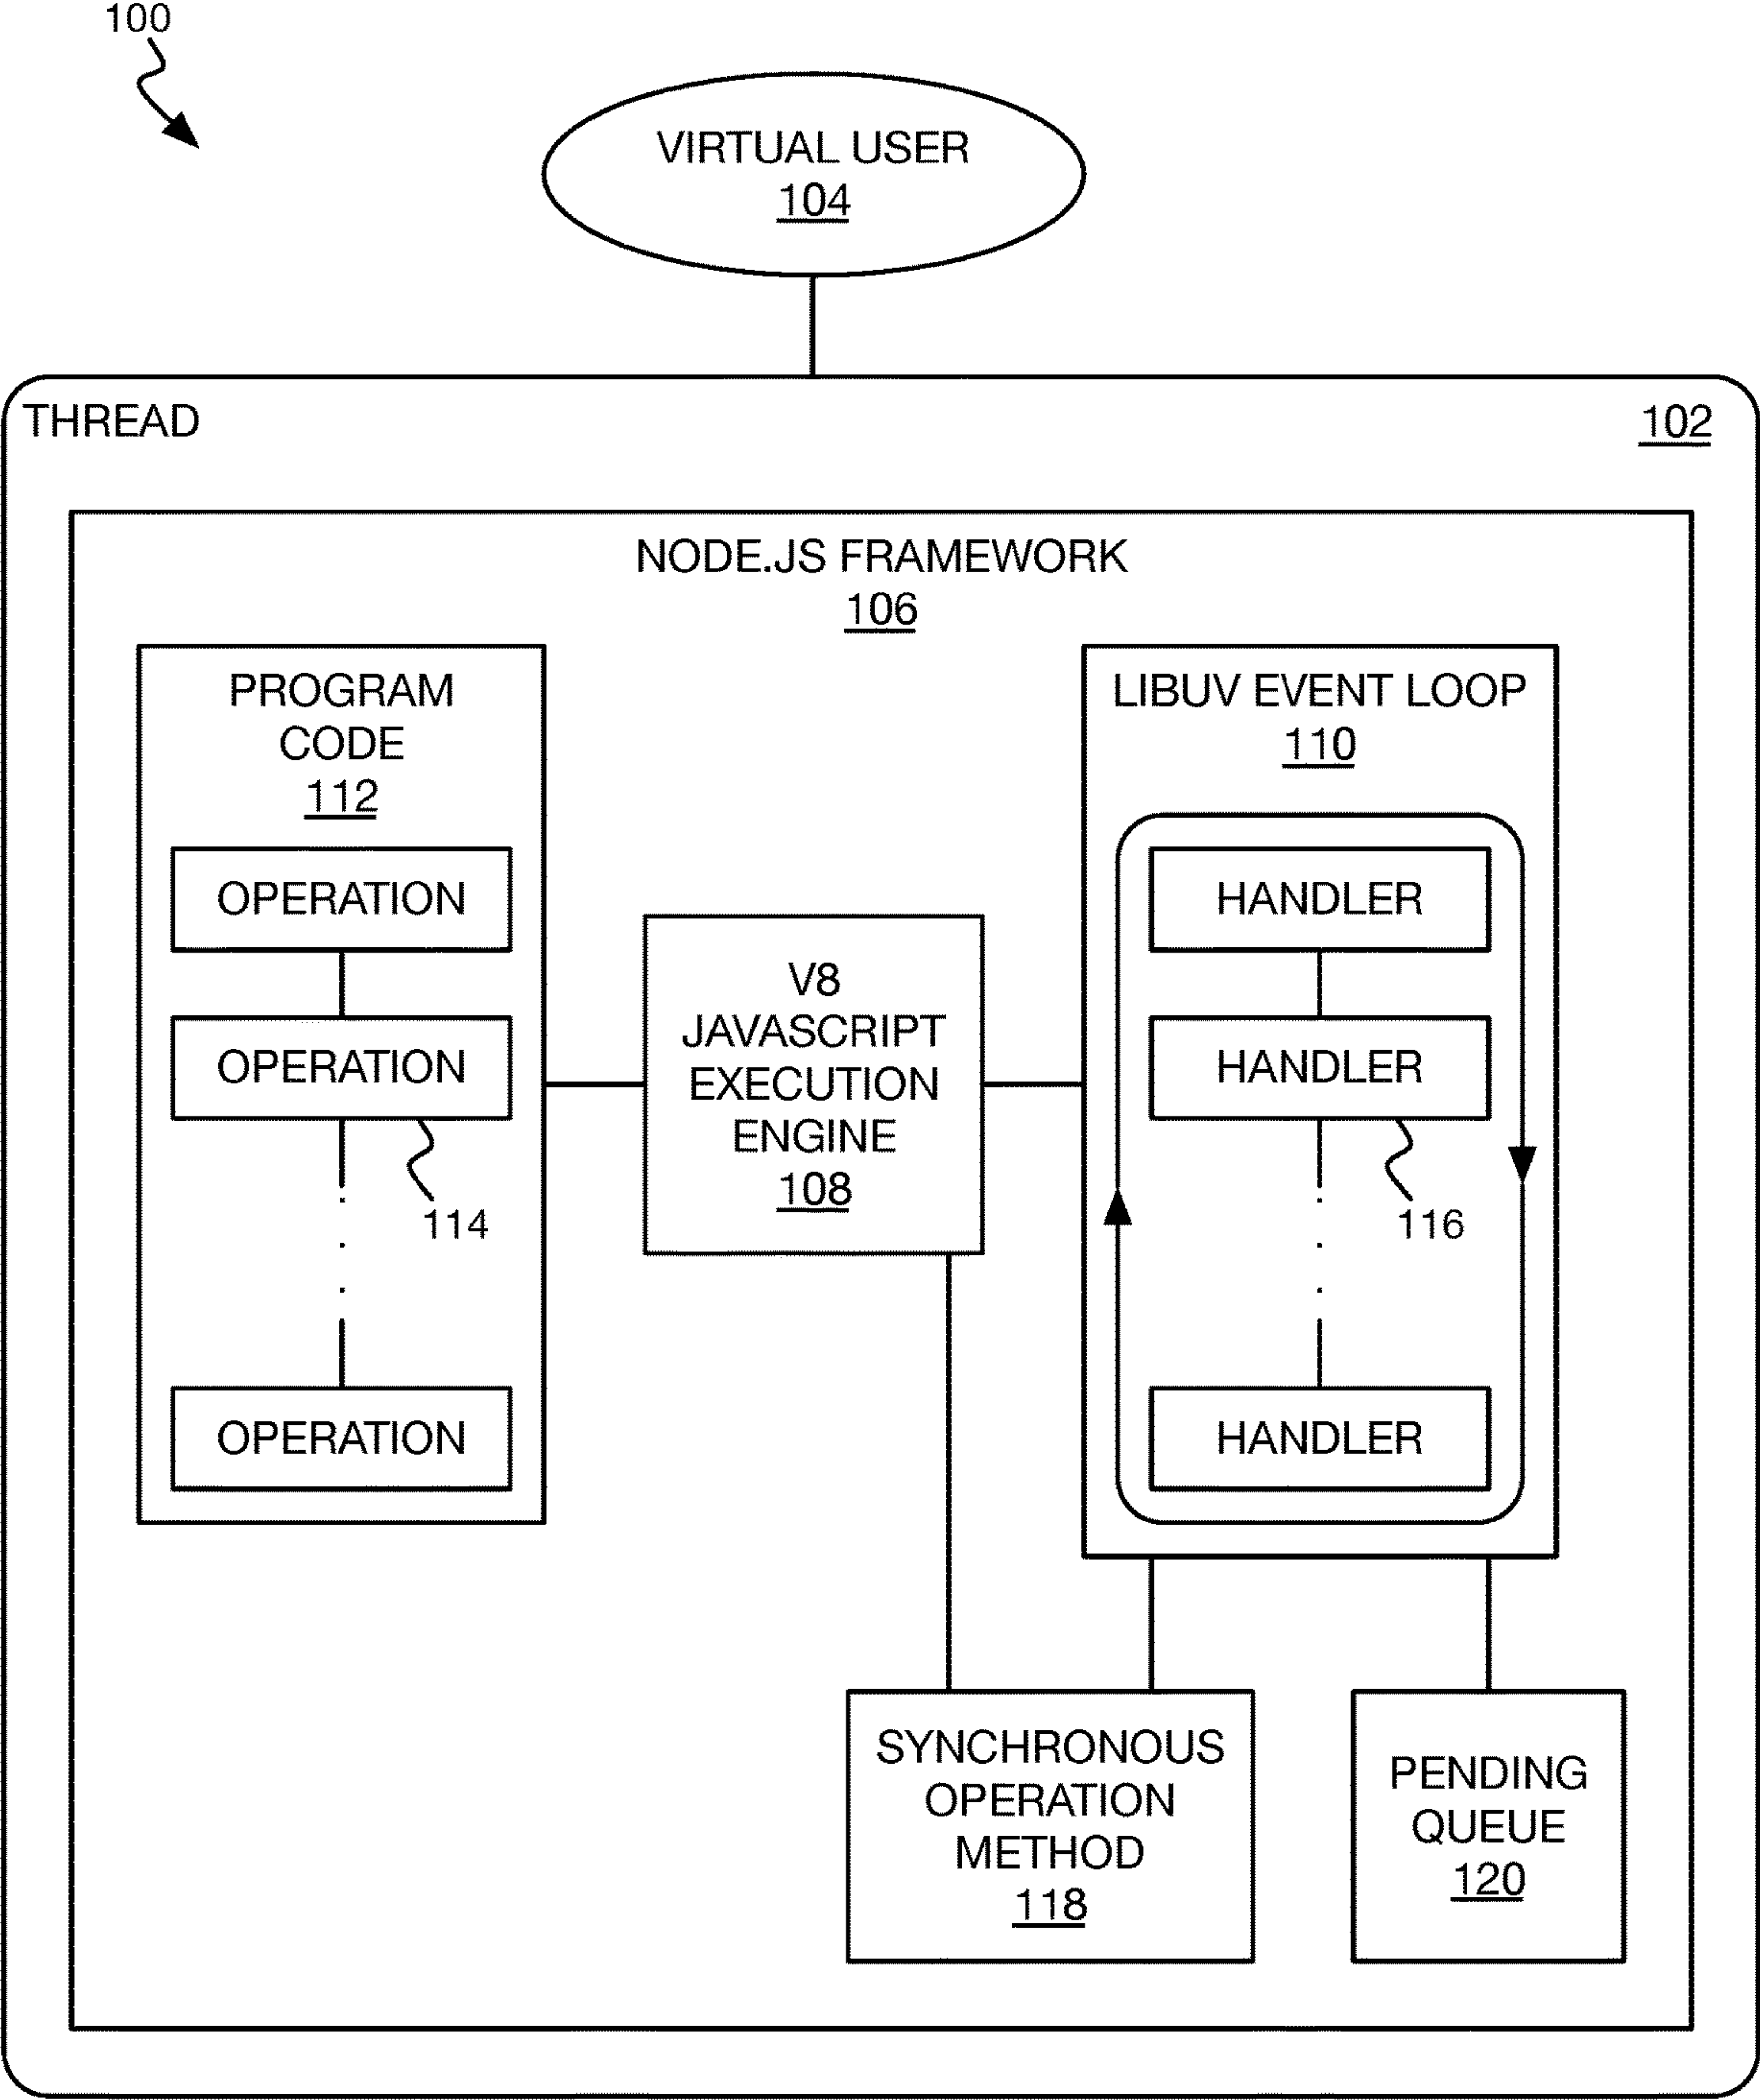 100
VIRTUAL USER
104
THREAD
102
NODE.JS FRAMEWORK
106
PROGRAM
CODE
112
OPERATION
OPERATION
114
OPERATION
V8
JAVASCRIPT
EXECUTION
ENGINE
108
LIBUV EVENT LOOP
110
HANDLER
HANDLER
116
HANDLER
SYNCHRONOUS
OPERATION
METHOD
118
PENDING
QUEUE
120